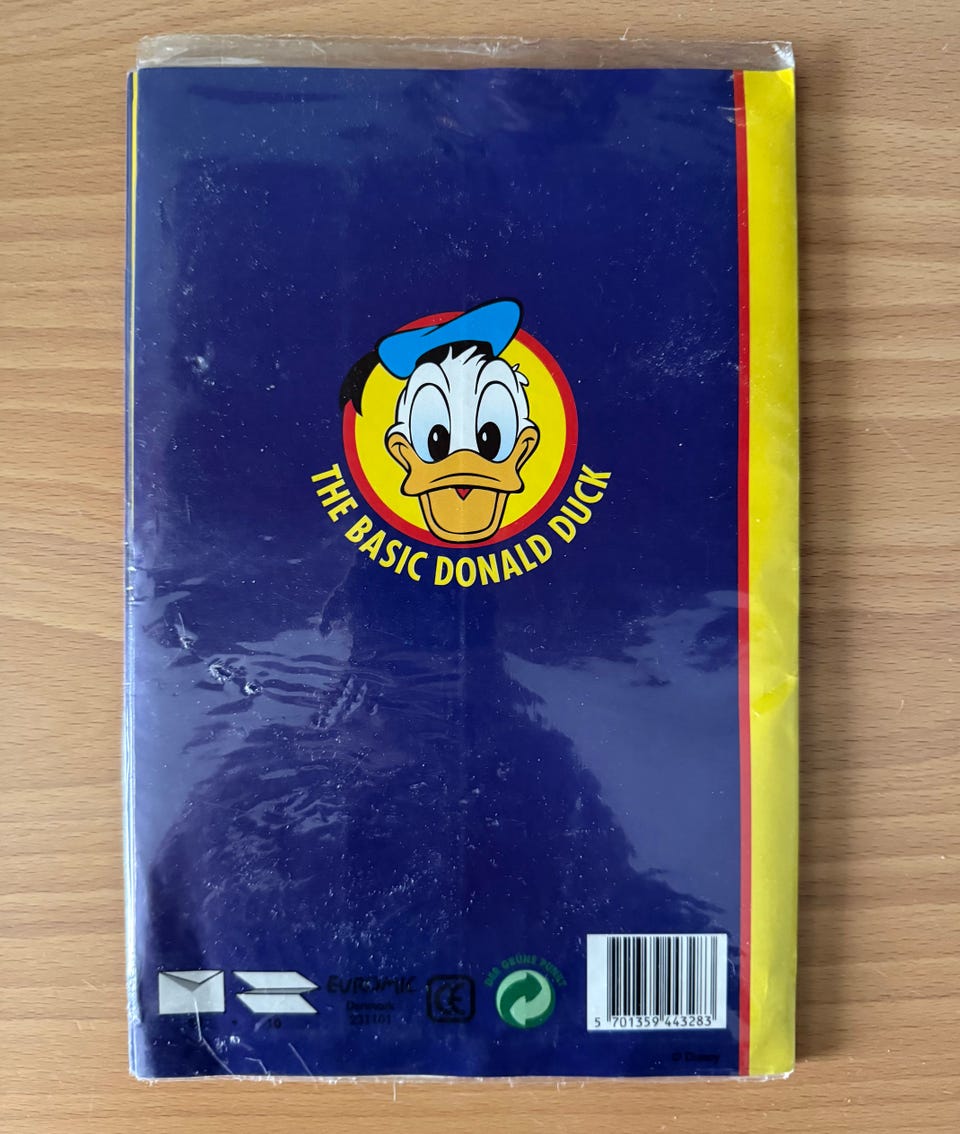 THE BASIC DONALD DUCK
EUROMIC
Denmark
10
DER GRÜNE PUNKT
CE
5 701359 443283
© Disney